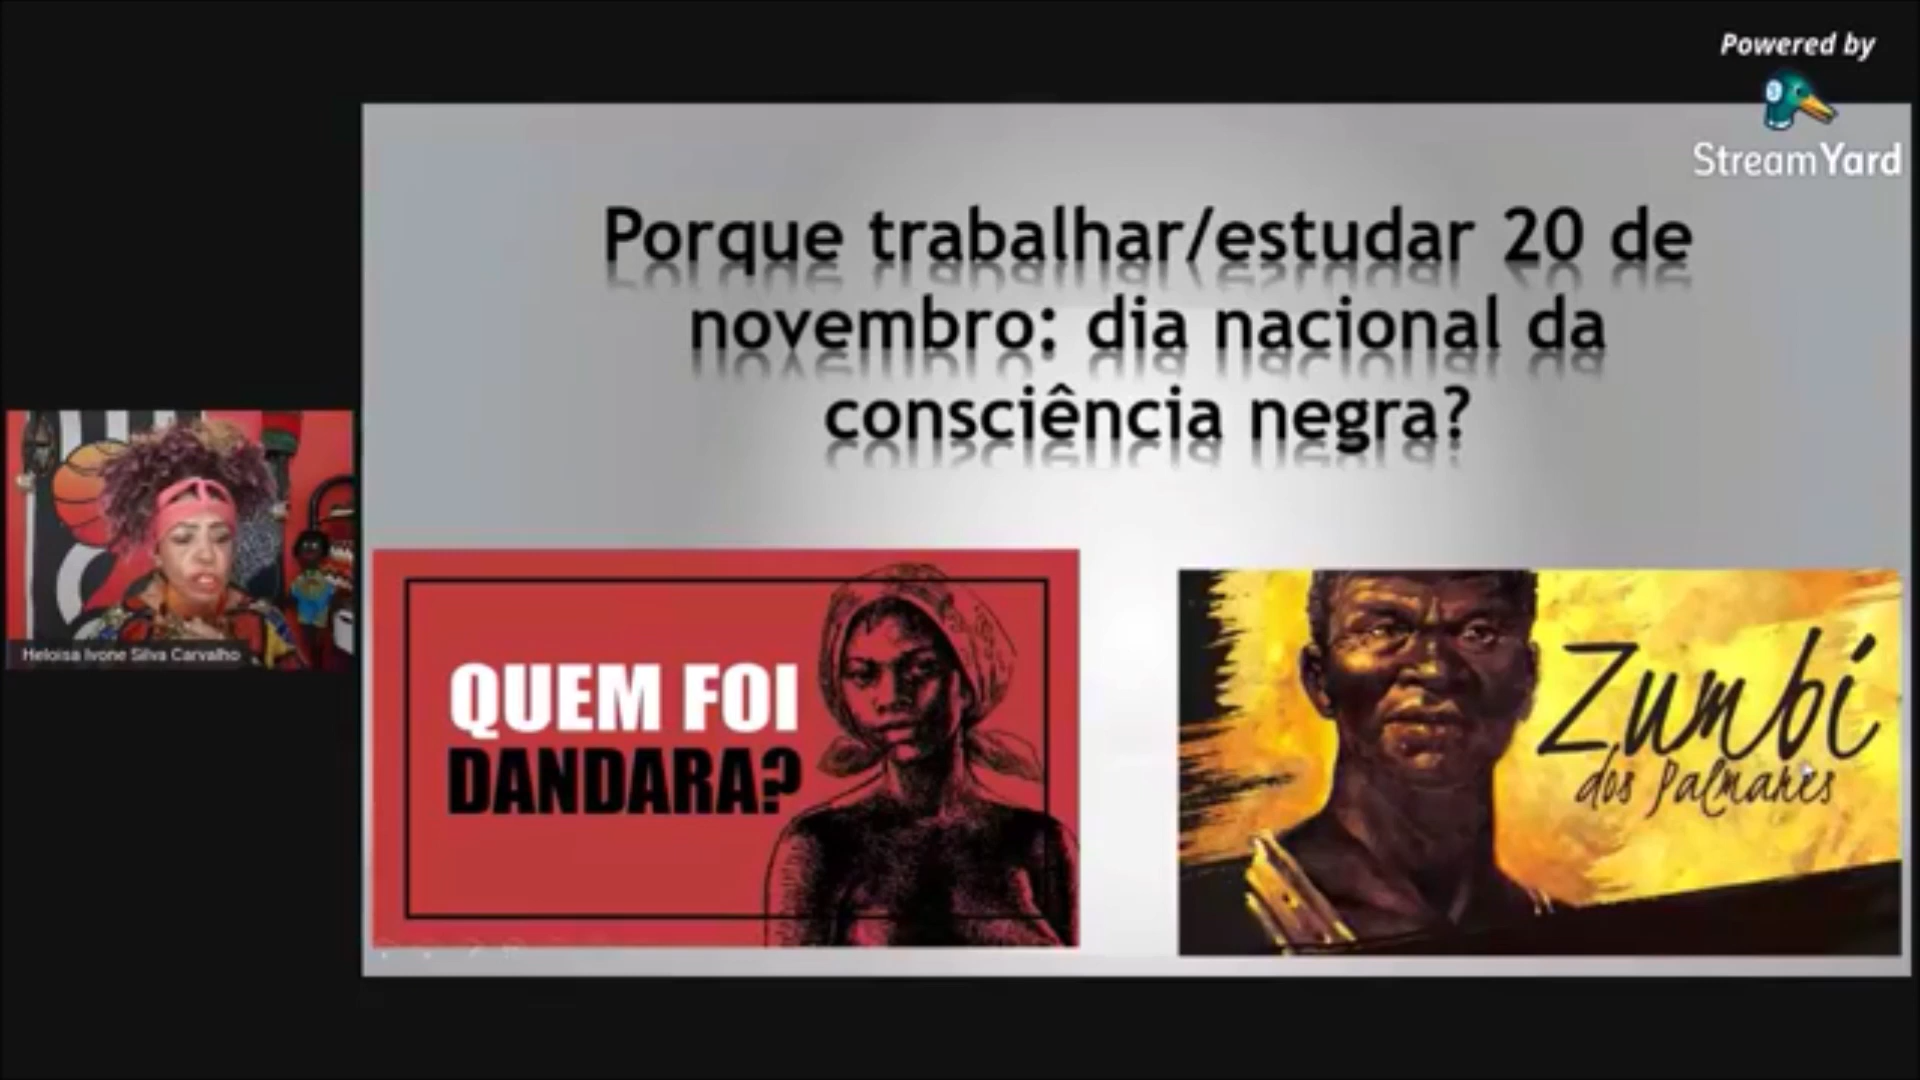 Powered by
StreamYard
Porque trabalhar/estudar 20 de
novembro: dia nacional da
consciência negra?
Heloisa Ivone Silva Carvalho
QUEM FOI
DANDARA?
Zumbi
dos Palmares